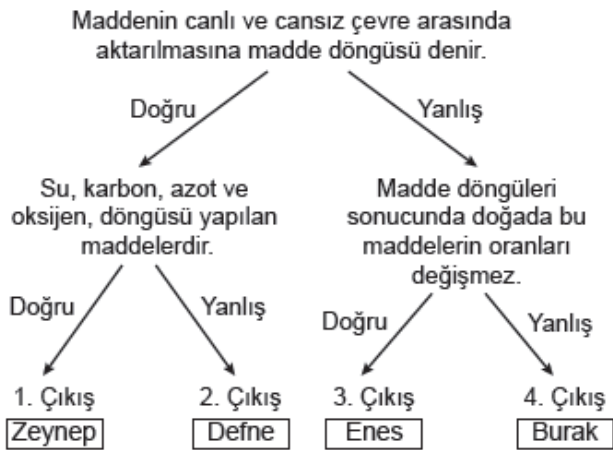 Maddenin canlı ve cansız çevre arasında
aktarılmasına madde döngüsü denir.
Doğru
Yanlış
Su, karbon, azot ve
oksijen, döngüsü yapılan
maddelerdir.
Madde döngüleri
sonucunda doğada bu
maddelerin oranları
değişmez.
Doğru
Yanlış
Doğru
Yanlış
1. Çıkış
2. Çıkış
3. Çıkış
4. Çıkış
Zeynep
Defne
Enes
Burak